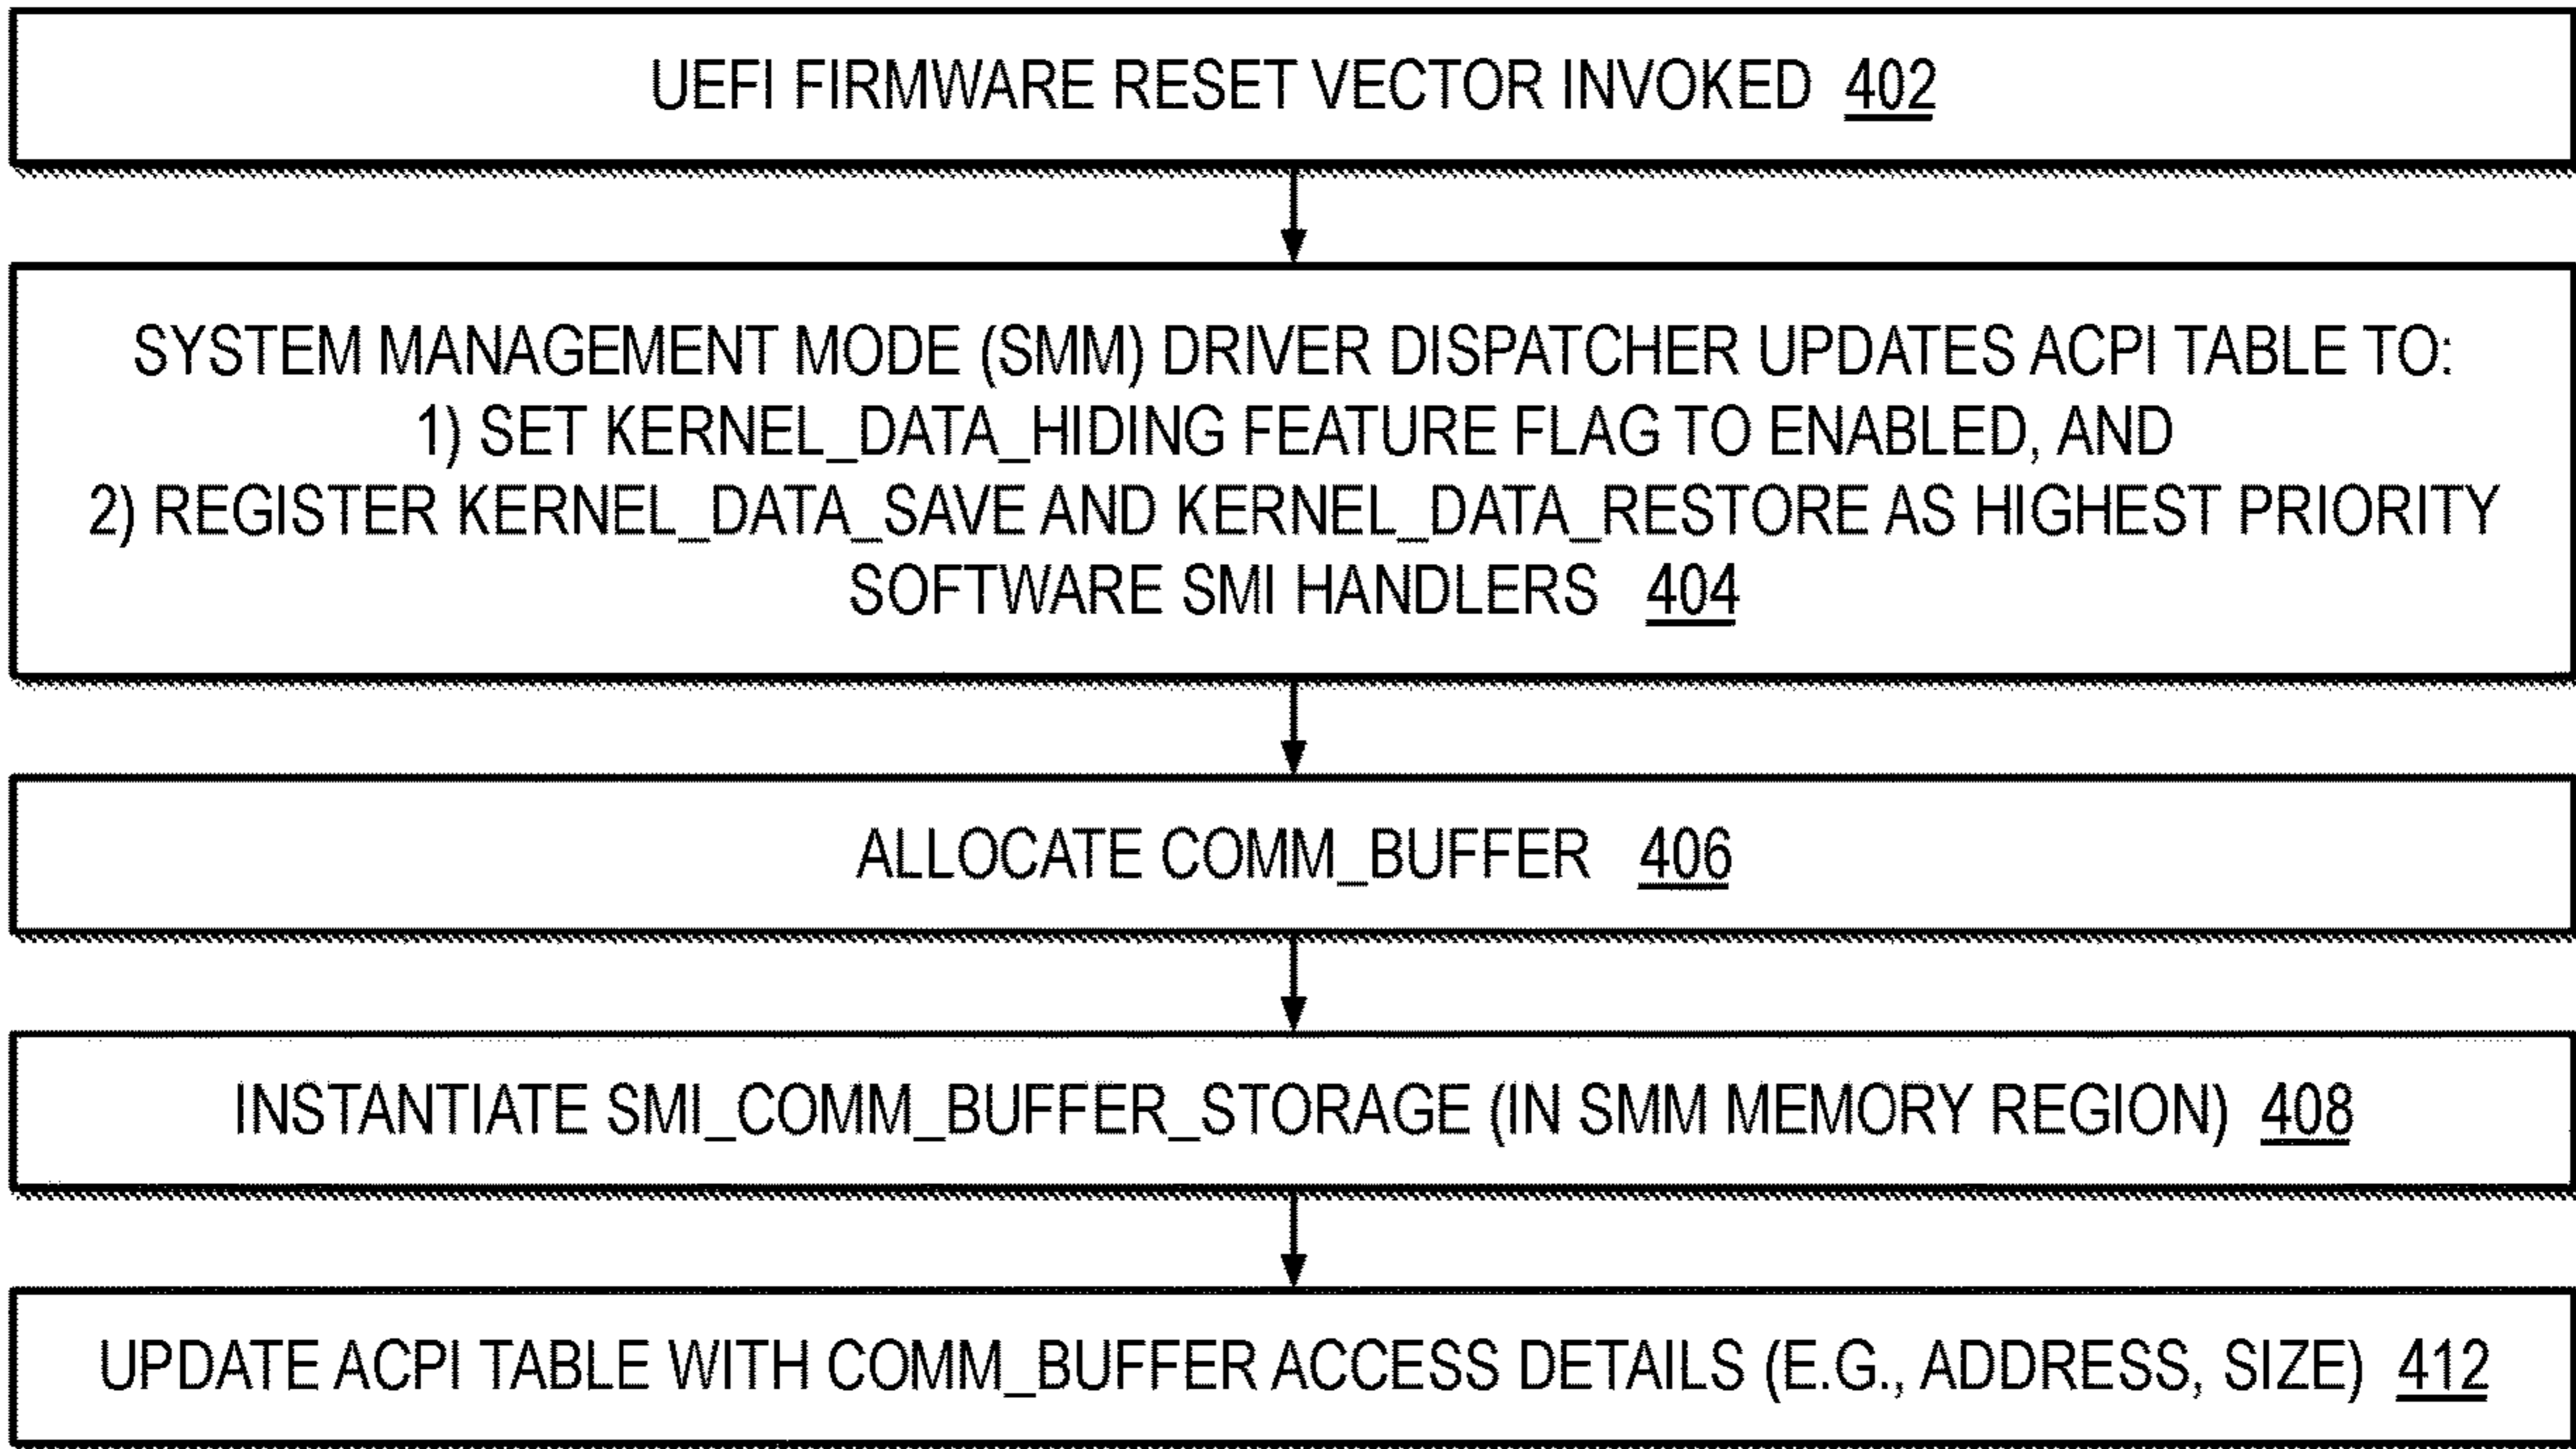 UEFI FIRMWARE RESET VECTOR INVOKED 402
SYSTEM MANAGEMENT MODE (SMM) DRIVER DISPATCHER UPDATES ACPI TABLE TO:
1) SET KERNEL_DATA_HIDING FEATURE FLAG TO ENABLED, AND
2) REGISTER KERNEL_DATA_SAVE AND KERNEL_DATA_RESTORE AS HIGHEST PRIORITY
SOFTWARE SMI HANDLERS 404
ALLOCATE COMM_BUFFER 406
INSTANTIATE SMI_COMM_BUFFER_STORAGE (IN SMM MEMORY REGION) 408
UPDATE ACPI TABLE WITH COMM_BUFFER ACCESS DETAILS (E.G., ADDRESS, SIZE) 412